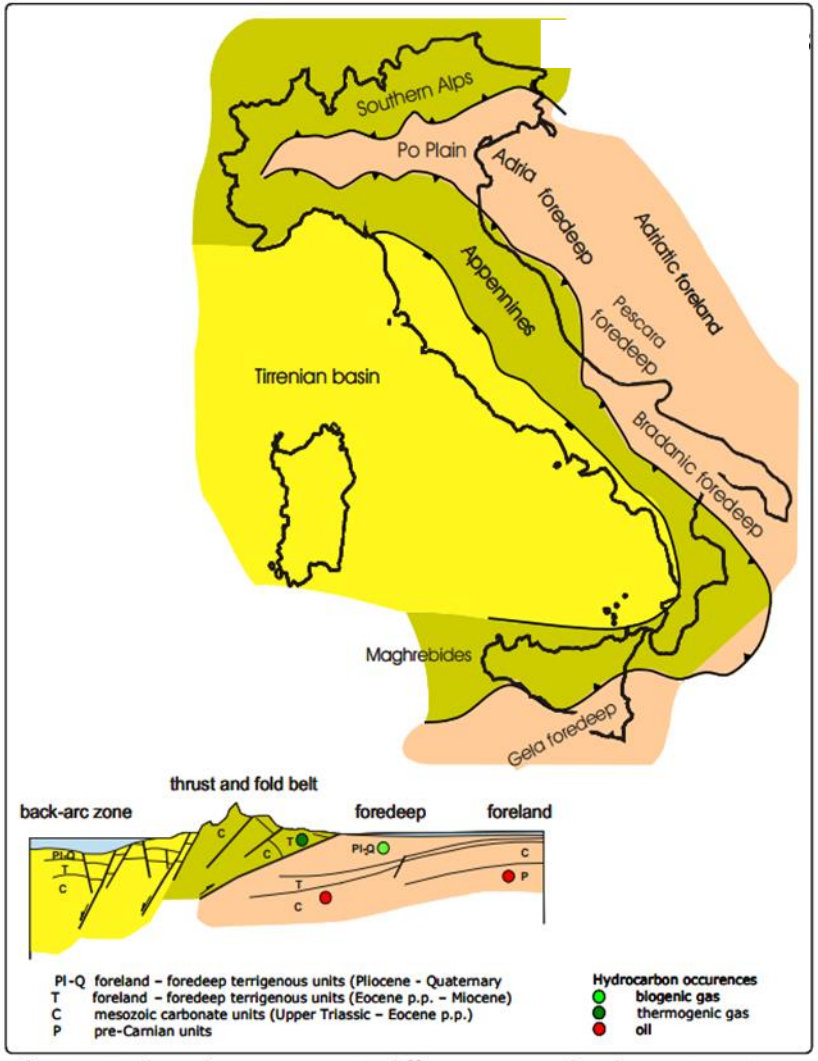 Southern Alps
Po Plain
Adria
foredeep
Adriatic foreland
Appennines
Pescara
foredeep
Tirrenian basin
Bradanic foredeep
Maghrebides
Gela foredeep
thrust and fold belt
back-arc zone
foredeep
foreland
C
T
C
Pl-Q
C
Pl-Q
T
C
P
T
C
Pl-Q foreland – foredeep terrigenous units (Pliocene - Quaternary
T foreland – foredeep terrigenous units (Eocene p.p. – Miocene)
C mesozoic carbonate units (Upper Triassic – Eocene p.p.)
P pre-Carnian units
Hydrocarbon occurences
biogenic gas
thermogenic gas
oil